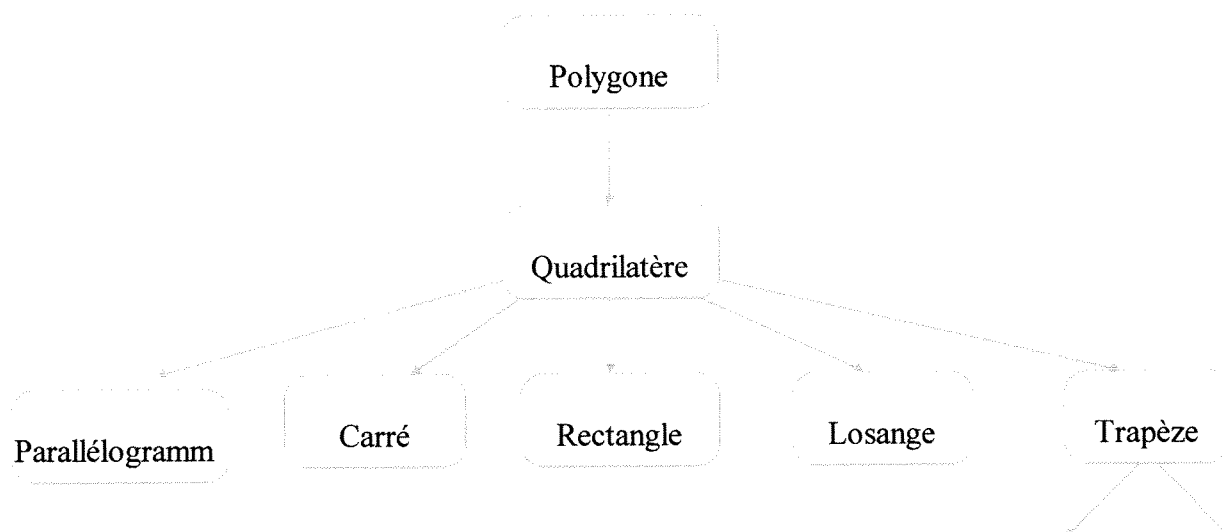 Polygone
Quadrilatère
Parallélogramm
Carré
Rectangle
Losange
Trapèze